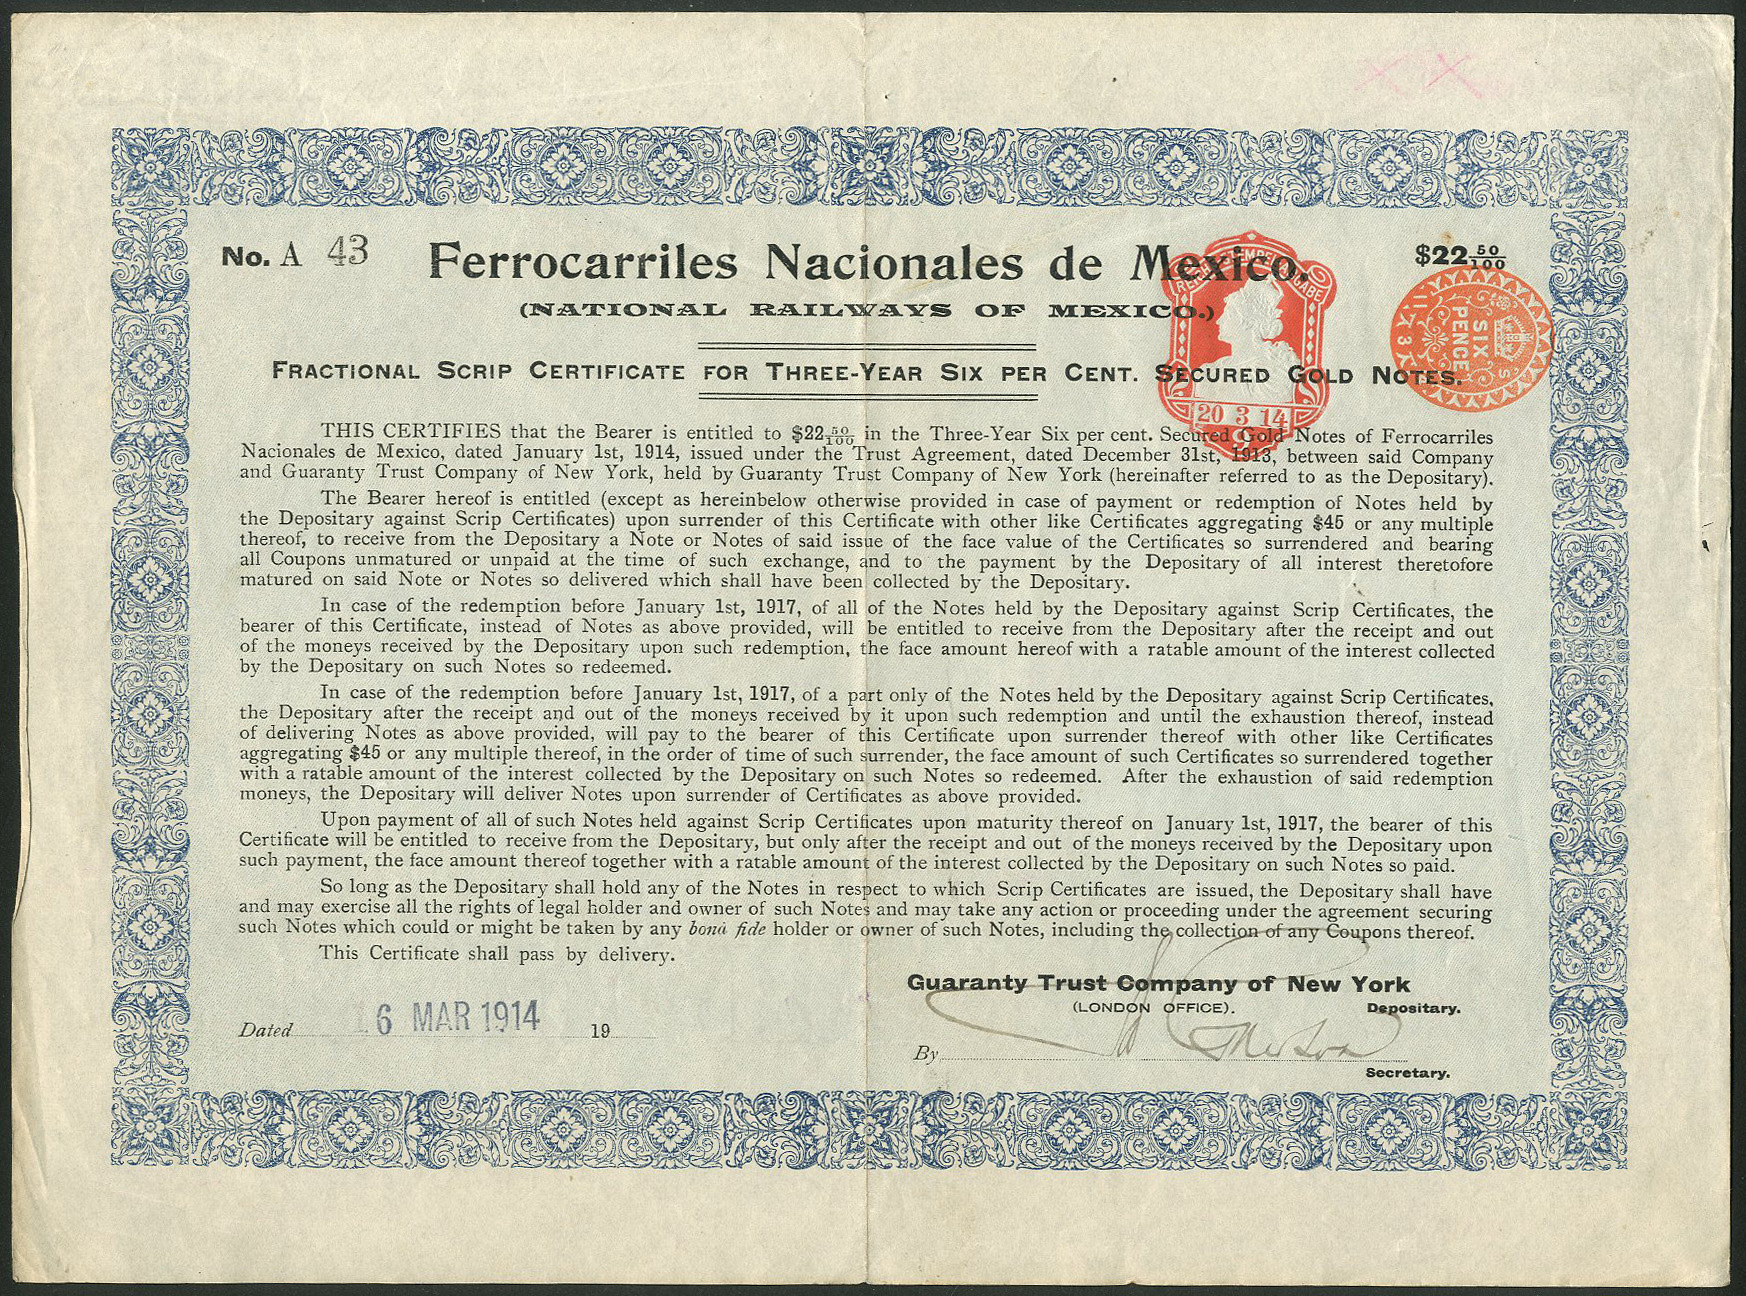 No. A 43
Ferrocarriles Nacionales de Mexico.
$22 50/100
(NATIONAL RAILWAYS OF MEXICO.)
SIX PENCE
FRACTIONAL SCRIP CERTIFICATE FOR THREE-YEAR SIX PER CENT. SECURED GOLD NOTES.
20 3 14
THIS CERTIFIES that the Bearer is entitled to $22 50/100 in the Three-Year Six per cent. Secured Gold Notes of Ferrocarriles
Nacionales de Mexico, dated January 1st, 1914, issued under the Trust Agreement, dated December 31st, 1913, between said Company
and Guaranty Trust Company of New York, held by Guaranty Trust Company of New York (hereinafter referred to as the Depositary).
The Bearer hereof is entitled (except as hereinbelow otherwise provided in case of payment or redemption of Notes held by
the Depositary against Scrip Certificates) upon surrender of this Certificate with other like Certificates aggregating $45 or any multiple
thereof, to receive from the Depositary a Note or Notes of said issue of the face value of the Certificates so surrendered and bearing
all Coupons unmatured or unpaid at the time of such exchange, and to the payment by the Depositary of all interest theretofore
matured on said Note or Notes so delivered which shall have been collected by the Depositary.
In case of the redemption before January 1st, 1917, of all of the Notes held by the Depositary against Scrip Certificates, the
bearer of this Certificate, instead of Notes as above provided, will be entitled to receive from the Depositary after the receipt and out
of the moneys received by the Depositary upon such redemption, the face amount hereof with a ratable amount of the interest collected
by the Depositary on such Notes so redeemed.
In case of the redemption before January 1st, 1917, of a part only of the Notes held by the Depositary against Scrip Certificates,
the Depositary after the receipt and out of the moneys received by it upon such redemption and until the exhaustion thereof, instead
of delivering Notes as above provided, will pay to the bearer of this Certificate upon surrender thereof with other like Certificates
aggregating $45 or any multiple thereof, in the order of time of such surrender, the face amount of such Certificates so surrendered together
with a ratable amount of the interest collected by the Depositary on such Notes so redeemed. After the exhaustion of said redemption
moneys, the Depositary will deliver Notes upon surrender of Certificates as above provided.
Upon payment of all of such Notes held against Scrip Certificates upon maturity thereof on January 1st, 1917, the bearer of this
Certificate will be entitled to receive from the Depositary, but only after the receipt and out of the moneys received by the Depositary upon
such payment, the face amount thereof together with a ratable amount of the interest collected by the Depositary on such Notes so paid.
So long as the Depositary shall hold any of the Notes in respect to which Scrip Certificates are issued, the Depositary shall have
and may exercise all the rights of legal holder and owner of such Notes and may take any action or proceeding under the agreement securing
such Notes which could or might be taken by any bonâ fide holder or owner of such Notes, including the collection of any Coupons thereof.
This Certificate shall pass by delivery.
Guaranty Trust Company of New York
(LONDON OFFICE). Depositary.
Dated 16 MAR 1914 19
By
Secretary.